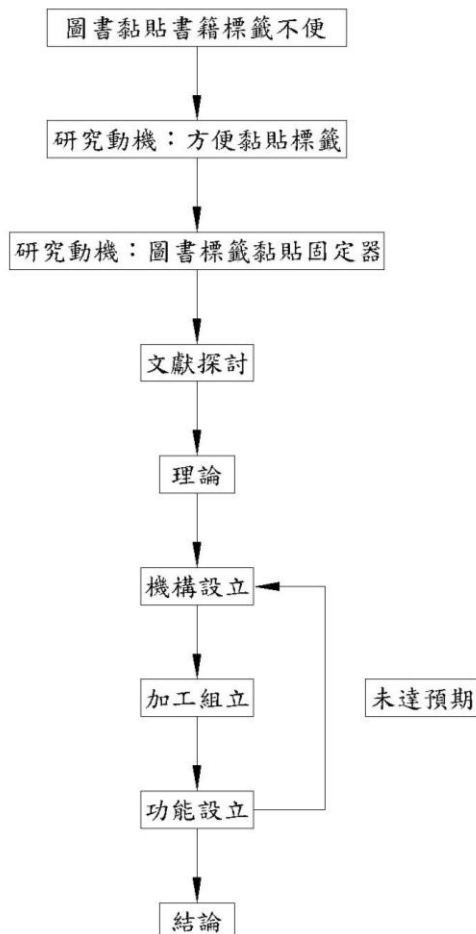 圖書黏貼書籍標籤不便
研究動機：方便黏貼標籤
研究動機：圖書標籤黏貼固定器
文獻探討
理論
機構設立
加工組立
未達預期
功能設立
結論